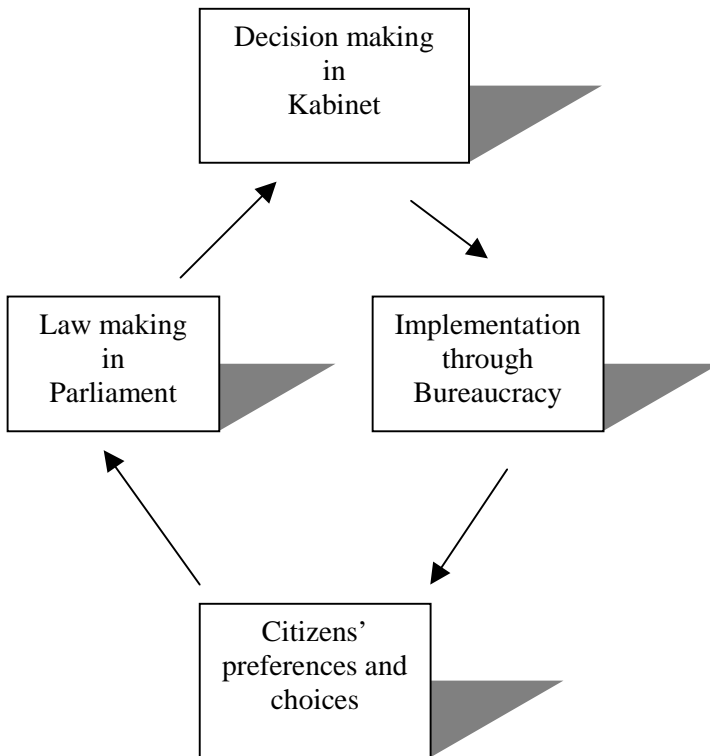 Decision making
in
Kabinet
Law making
in
Parliament
Implementation
through
Bureaucracy
Citizens’
preferences and
choices